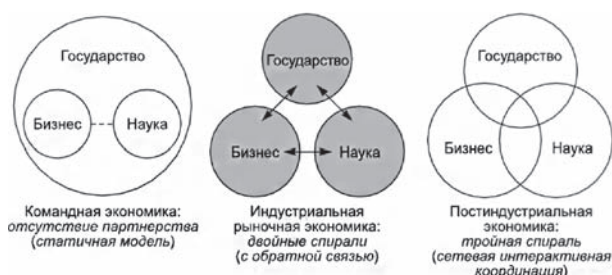 Государство
Бизнес
Наука
Командная экономика:
отсутствие партнерства
(статичная модель)
Государство
Бизнес
Наука
Индустриальная
рыночная экономика:
двойные спирали
(с обратной связью)
Государство
Бизнес
Наука
Постиндустриальная
экономика:
тройная спираль
(сетевая интерактивная
координация)